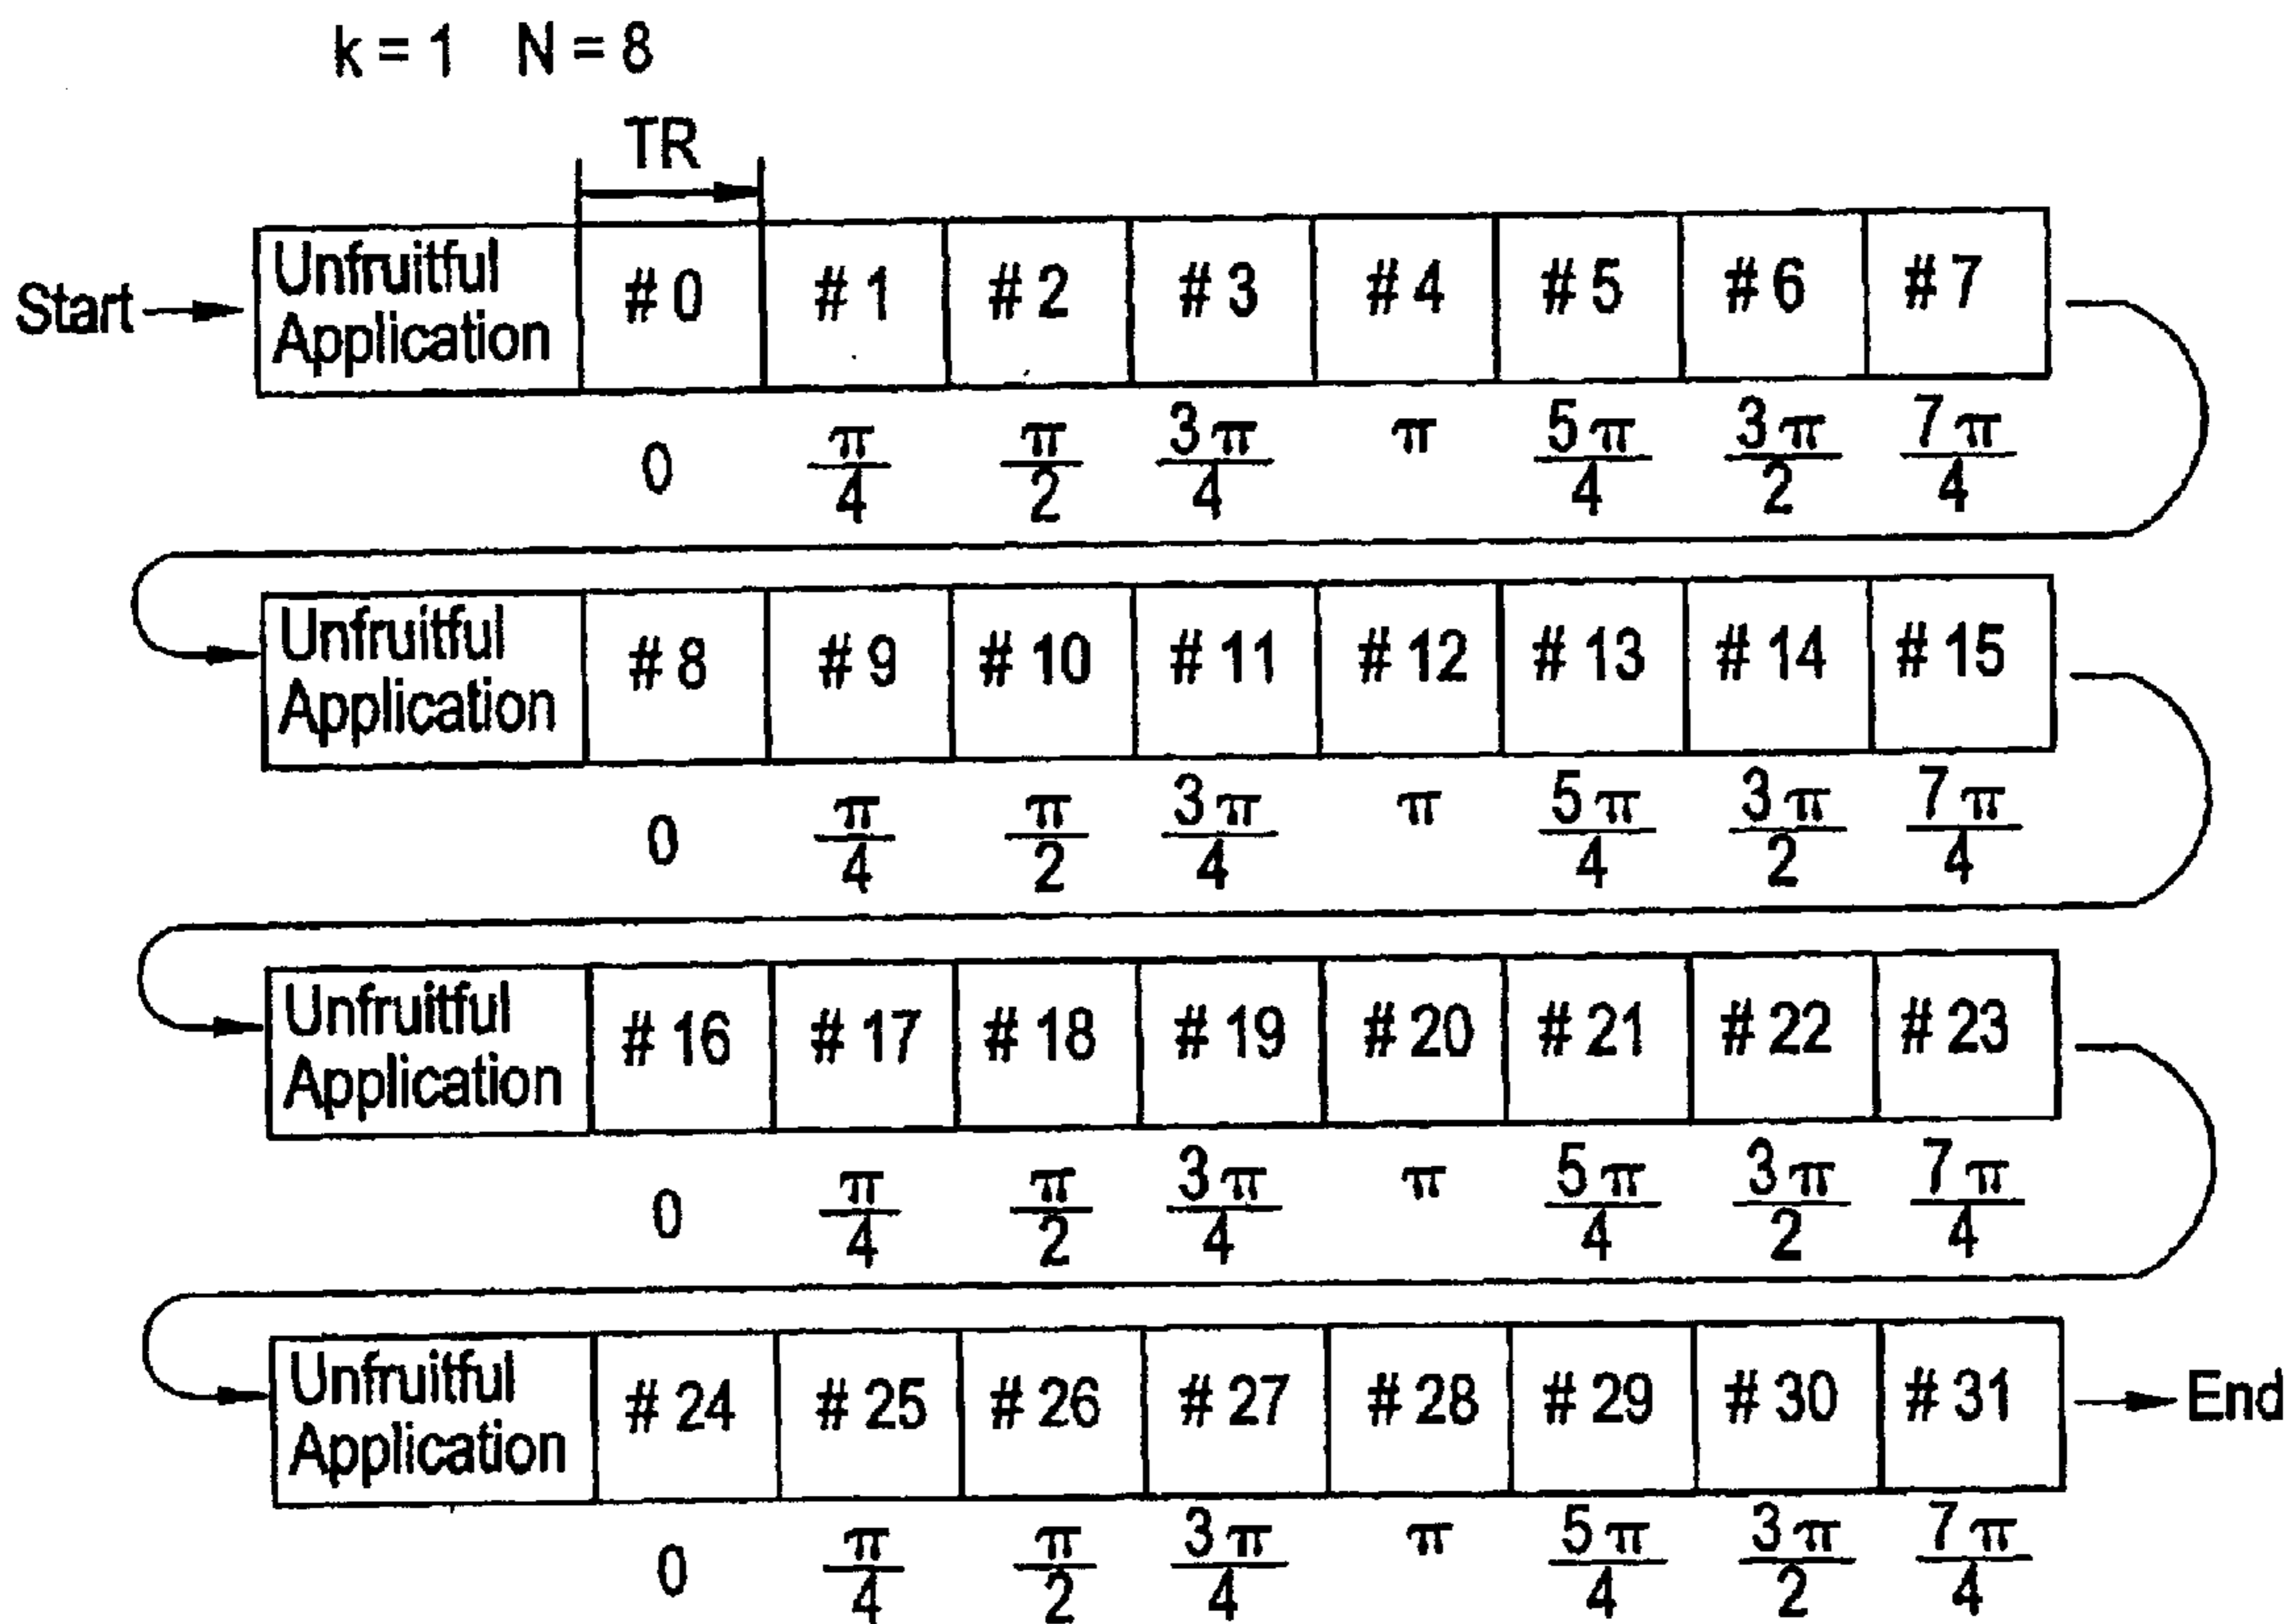 k = 1 N = 8
TR
Start
Unfruitful
Application
# 0 # 1 # 2 # 3 # 4 # 5 # 6 # 7
0 π/4 π/2 3π/4 π 5π/4 3π/2 7π/4
Unfruitful
Application
# 8 # 9 # 10 # 11 # 12 # 13 # 14 # 15
0 π/4 π/2 3π/4 π 5π/4 3π/2 7π/4
Unfruitful
Application
# 16 # 17 # 18 # 19 # 20 # 21 # 22 # 23
0 π/4 π/2 3π/4 π 5π/4 3π/2 7π/4
Unfruitful
Application
# 24 # 25 # 26 # 27 # 28 # 29 # 30 # 31
End
0 π/4 π/2 3π/4 π 5π/4 3π/2 7π/4